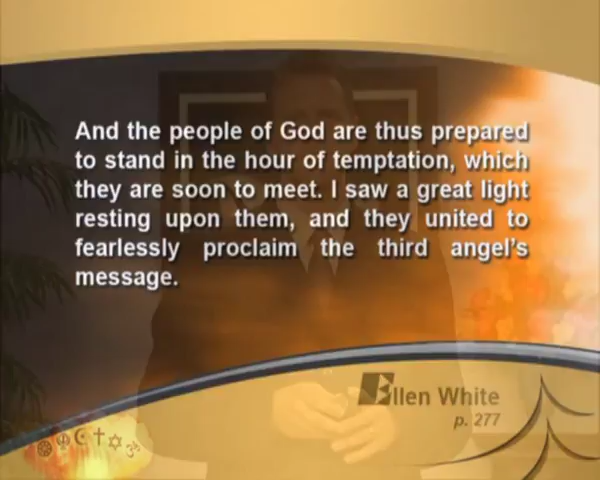 And the people of God are thus prepared
to stand in the hour of temptation, which
they are soon to meet. I saw a great light
resting upon them, and they united to
fearlessly proclaim the third angel's
message.
Ellen White
p. 277